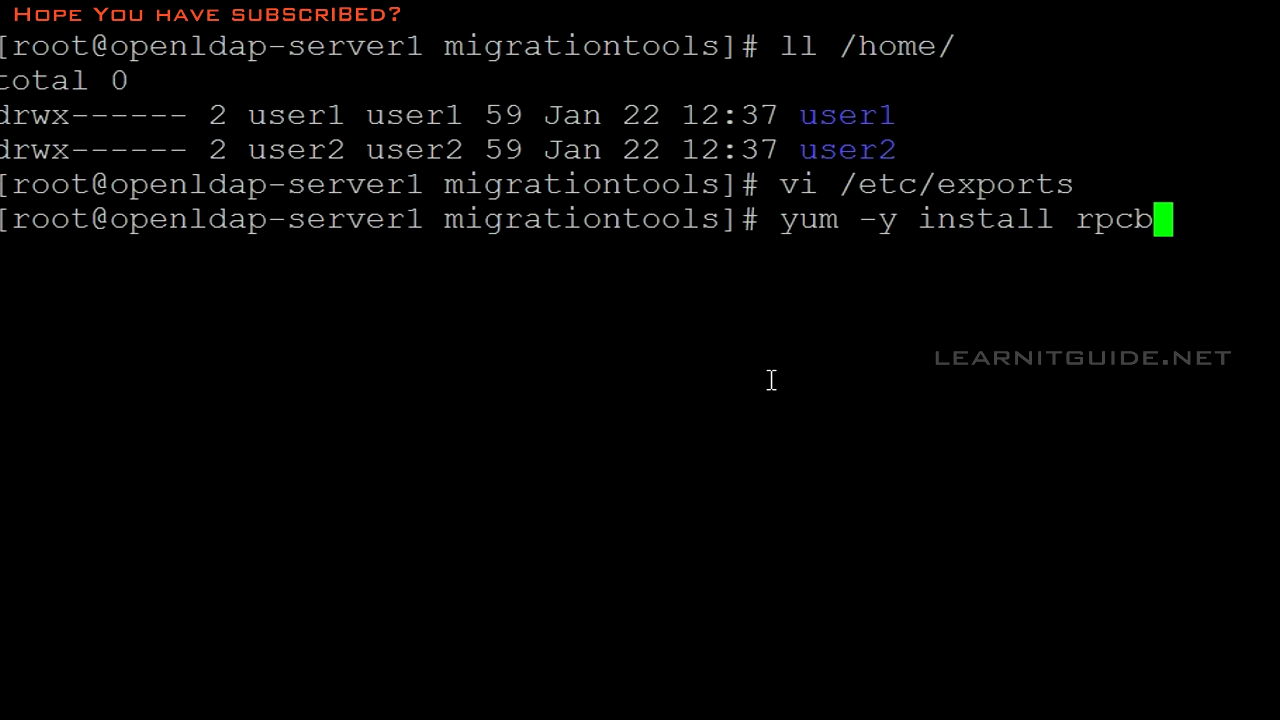 HOPE YOU HAVE SUBSCRIBED?
[root@openldap-server1 migrationtools]# ll /home/
total 0
drwx------ 2 user1 user1 59 Jan 22 12:37 user1
drwx------ 2 user2 user2 59 Jan 22 12:37 user2
[root@openldap-server1 migrationtools]# vi /etc/exports
[root@openldap-server1 migrationtools]# yum -y install rpcb
LEARNITGUIDE.NET